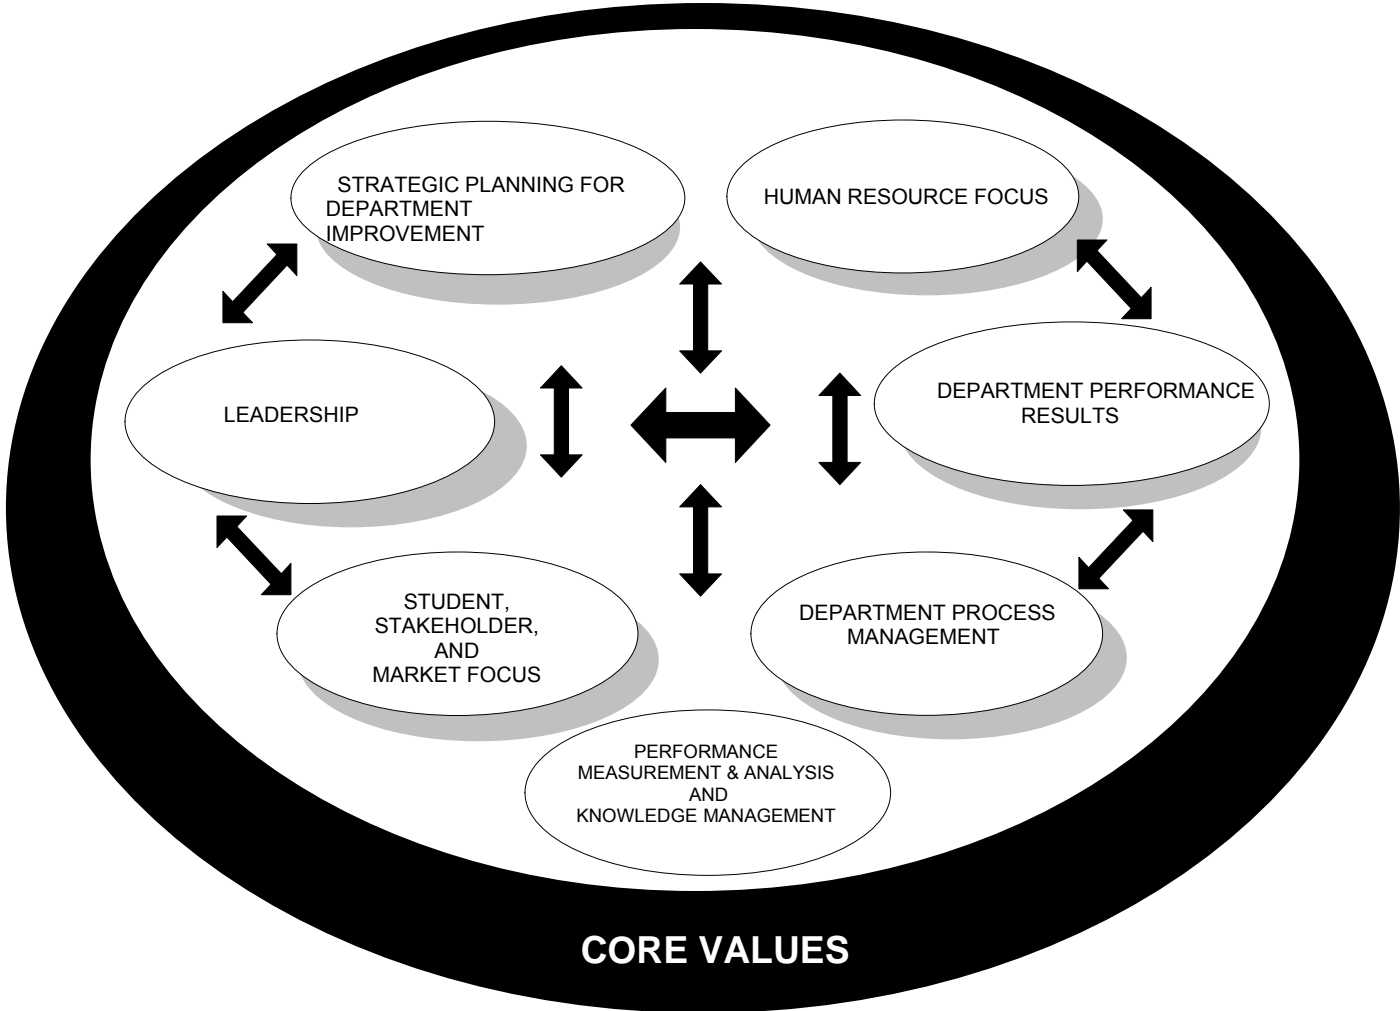 STRATEGIC PLANNING FOR
DEPARTMENT
IMPROVEMENT
HUMAN RESOURCE FOCUS
LEADERSHIP
DEPARTMENT PERFORMANCE
RESULTS
STUDENT,
STAKEHOLDER,
AND
MARKET FOCUS
DEPARTMENT PROCESS
MANAGEMENT
PERFORMANCE
MEASUREMENT & ANALYSIS
AND
KNOWLEDGE MANAGEMENT
CORE VALUES